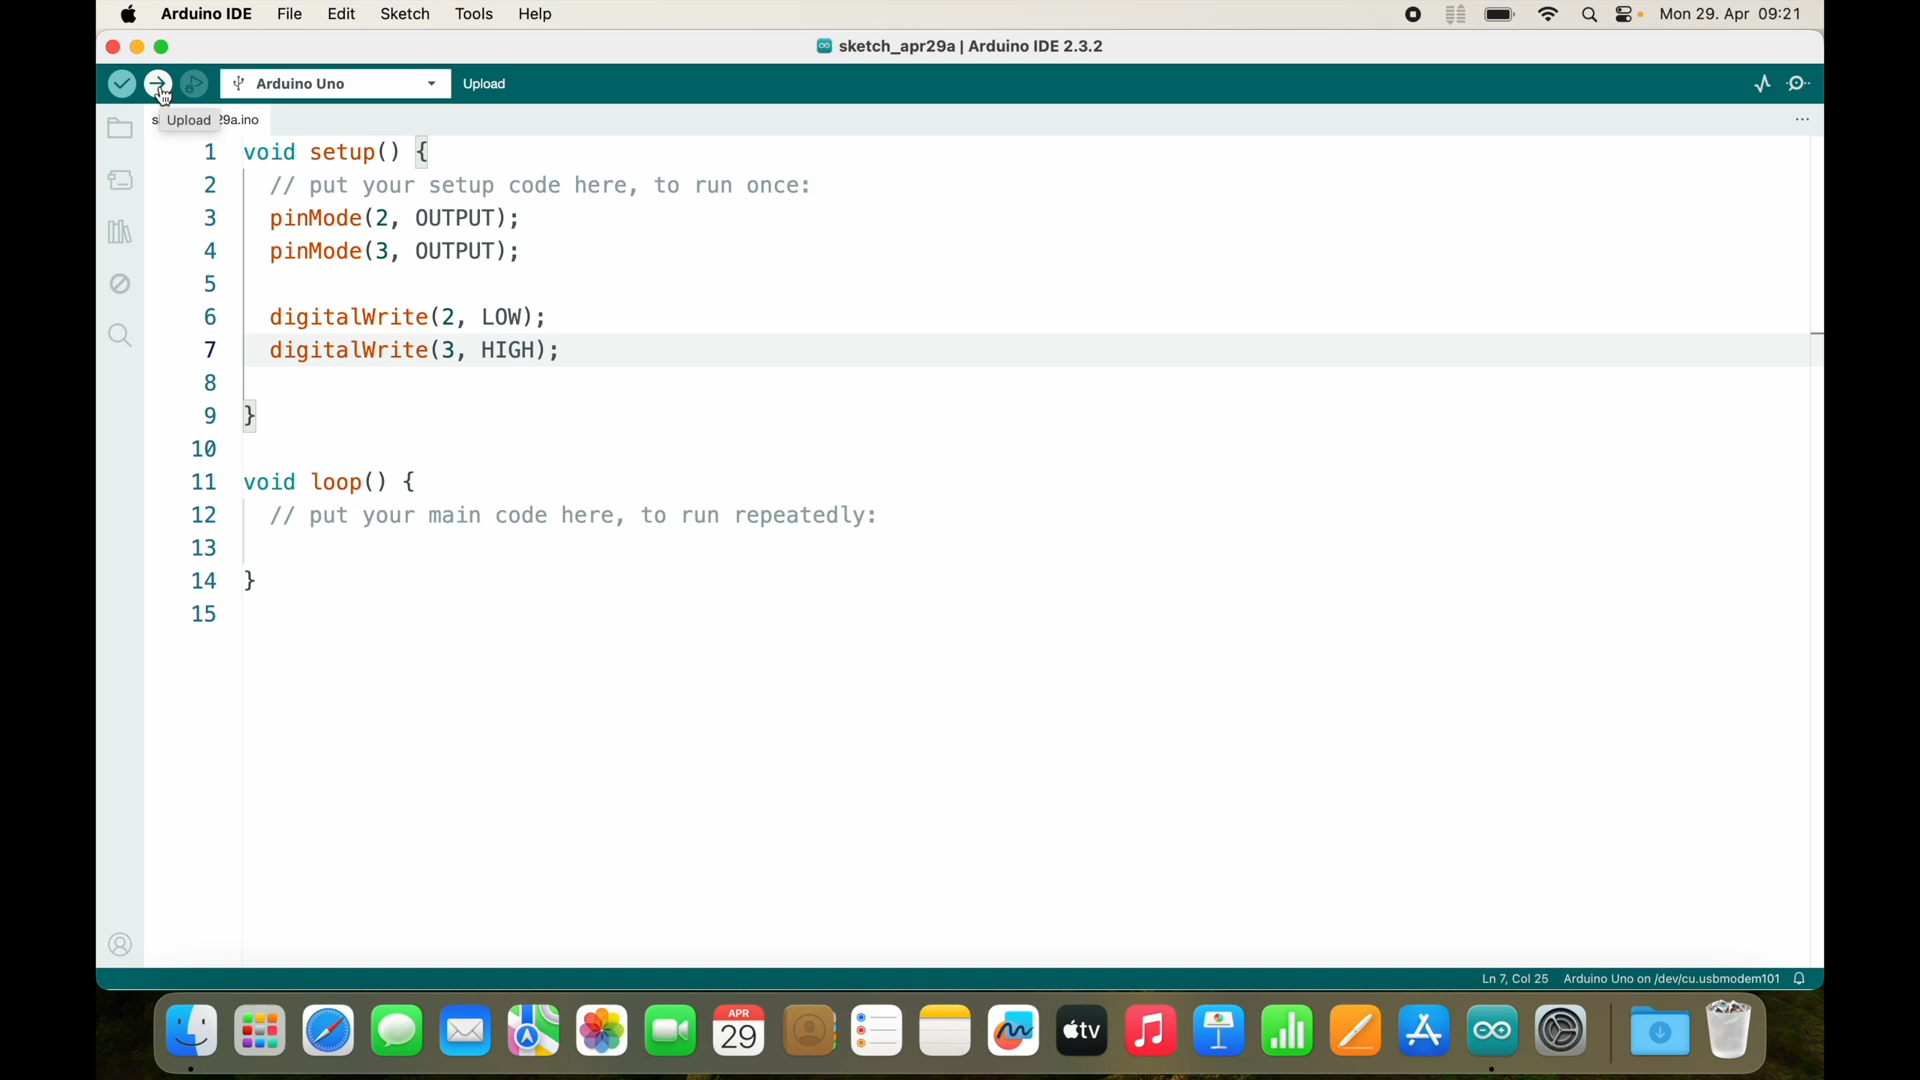 Arduino IDE File Edit Sketch Tools Help Mon 29. Apr 09:21
sketch_apr29a | Arduino IDE 2.3.2
Arduino Uno Upload
s Upload 29a.ino ...
1 void setup() {
2 // put your setup code here, to run once:
3 pinMode(2, OUTPUT);
4 pinMode(3, OUTPUT);
5
6 digitalWrite(2, LOW);
7 digitalWrite(3, HIGH);
8
9 }
10
11 void loop() {
12 // put your main code here, to run repeatedly:
13
14 }
15
Ln 7, Col 25 Arduino Uno on /dev/cu.usbmodem101
APR
29
tv